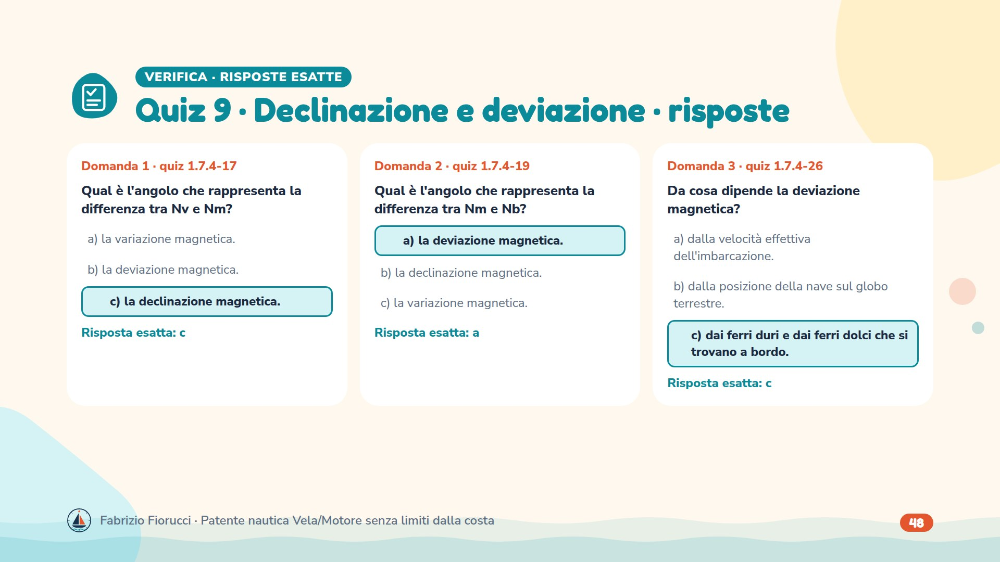 VERIFICA · RISPOSTE ESATTE
Quiz 9 · Declinazione e deviazione · risposte
Domanda 1 · quiz 1.7.4-17
Qual è l'angolo che rappresenta la
differenza tra Nv e Nm?
a) la variazione magnetica.
b) la deviazione magnetica.
c) la declinazione magnetica.
Risposta esatta: c
Domanda 2 · quiz 1.7.4-19
Qual è l'angolo che rappresenta la
differenza tra Nm e Nb?
a) la deviazione magnetica.
b) la declinazione magnetica.
c) la variazione magnetica.
Risposta esatta: a
Domanda 3 · quiz 1.7.4-26
Da cosa dipende la deviazione
magnetica?
a) dalla velocità effettiva
dell'imbarcazione.
b) dalla posizione della nave sul globo
terrestre.
c) dai ferri duri e dai ferri dolci che si
trovano a bordo.
Risposta esatta: c
Fabrizio Fiorucci · Patente nautica Vela/Motore senza limiti dalla costa
48